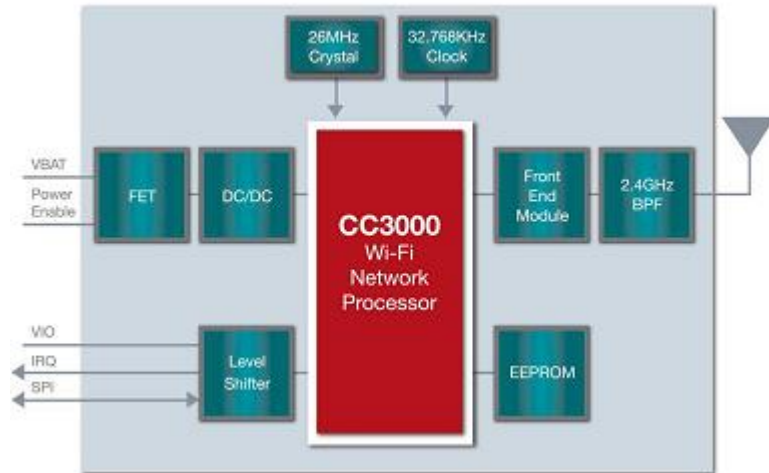 26MHz
Crystal
32.768KHz
Clock
VBAT
Power
Enable
FET
DC/DC
CC3000
Wi-Fi
Network
Processor
Front
End
Module
2.4GHz
BPF
VIO
IRQ
SPI
Level
Shifter
EEPROM